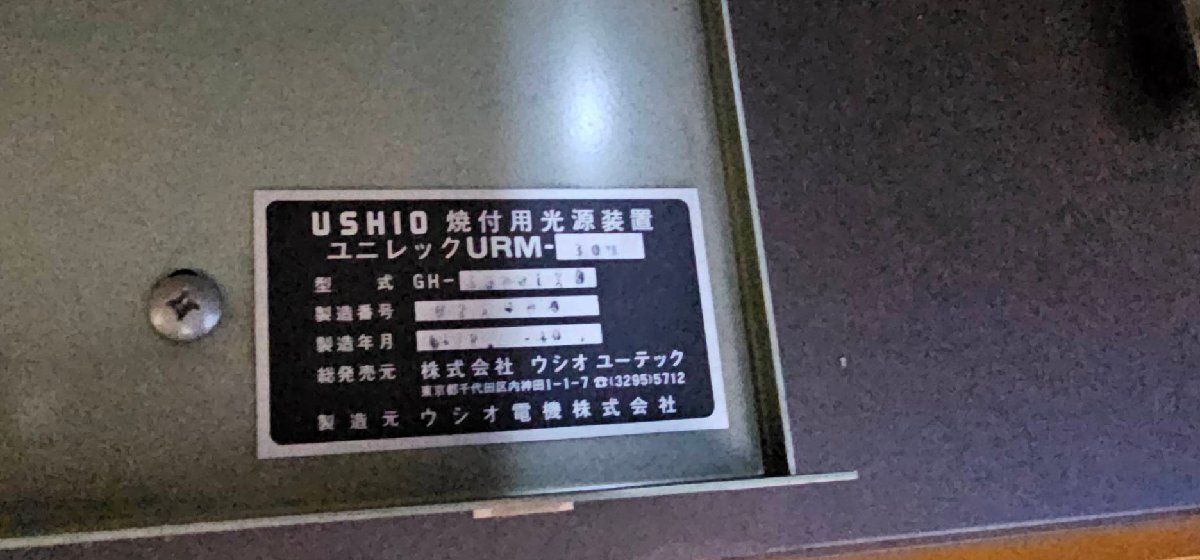 USHIO 焼付用光源装置
ユニレックURM-
型 式 GH-
製造番号
製造年月
総発売元 株式会社 ウシオユーテック
東京都千代田区内神田1-1-7 ☎(3295)5712
製造元 ウシオ電機株式会社